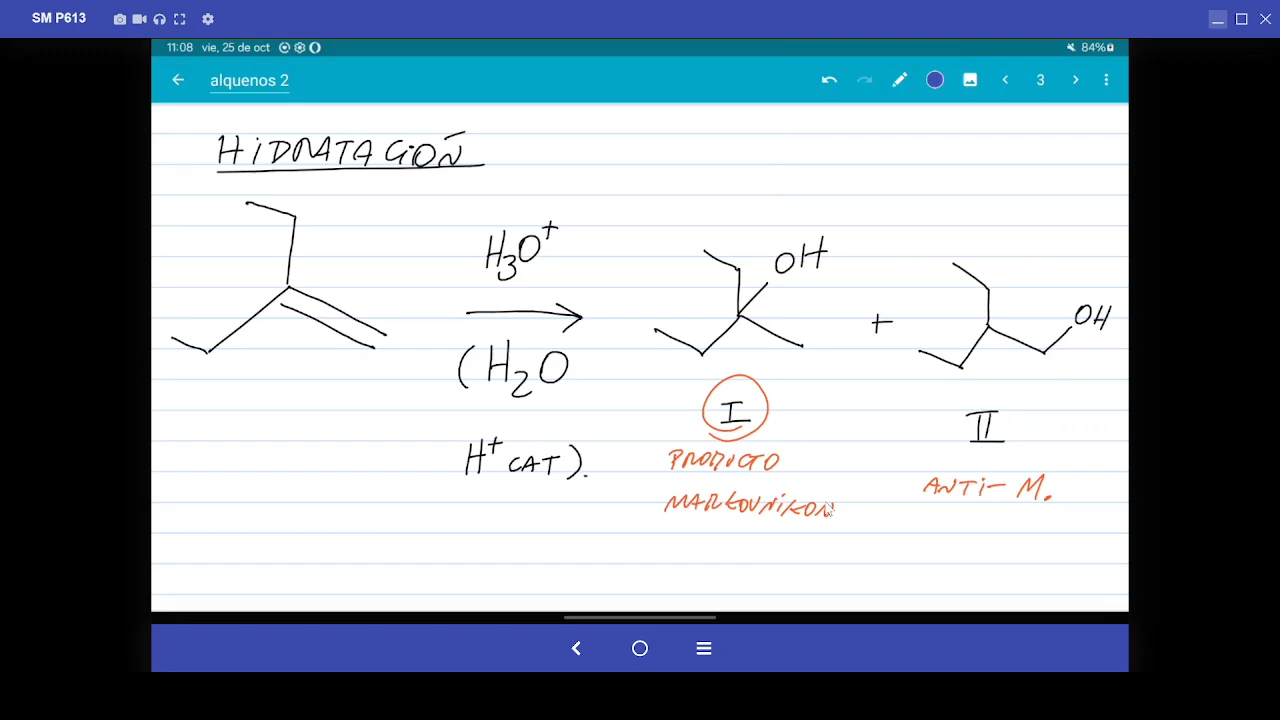 SM P613
11:08 vie, 25 de oct 84%
alquenos 2 3
HIDRATACIÓN
H3O+
OH
OH
+
(H2O
I
II
H+ CAT).
PRODUCTO
ANTI- M.
MARKOVNIKOV